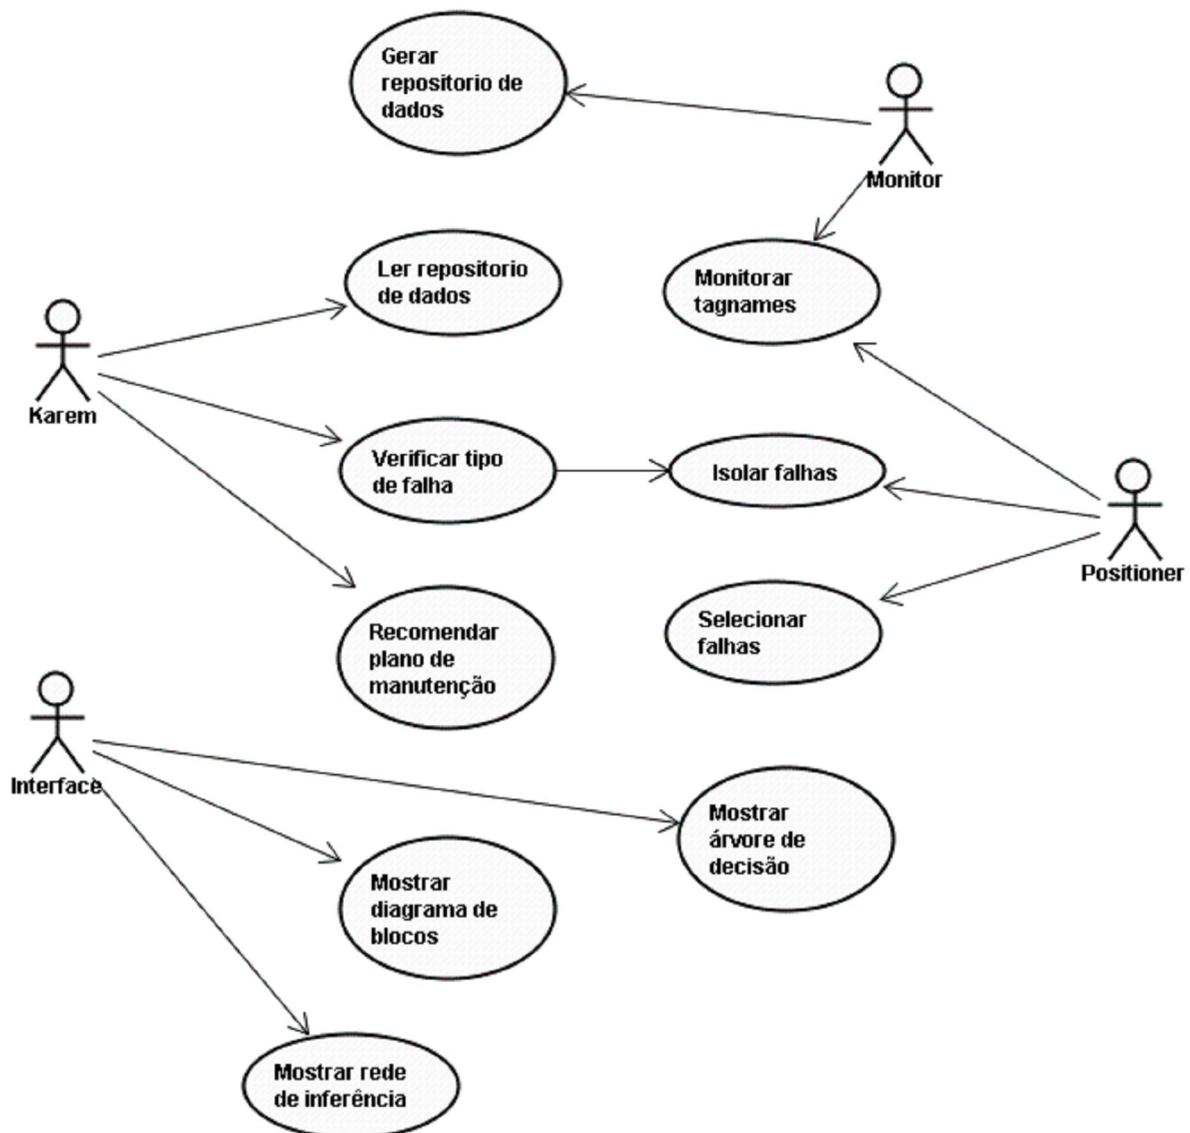 Gerar
repositorio de
dados
Monitor
Ler repositorio
de dados
Monitorar
tagnames
Karem
Verificar tipo
de falha
Isolar falhas
Positioner
Recomendar
plano de
manutenção
Selecionar
falhas
Interface
Mostrar
árvore de
decisão
Mostrar
diagrama de
blocos
Mostrar rede
de inferência